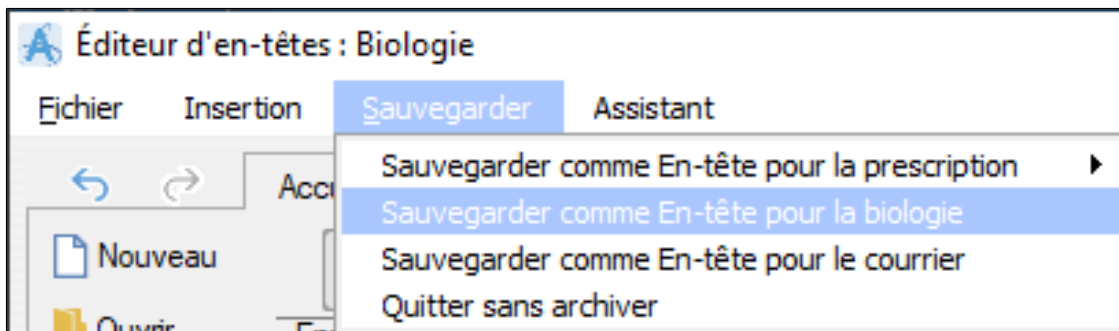 Éditeur d'en-têtes : Biologie
Fichier Insertion Sauvegarder Assistant
Sauvegarder comme En-tête pour la prescription
Sauvegarder comme En-tête pour la biologie
Nouveau
Sauvegarder comme En-tête pour le courrier
Quitter sans archiver
Ouvrir